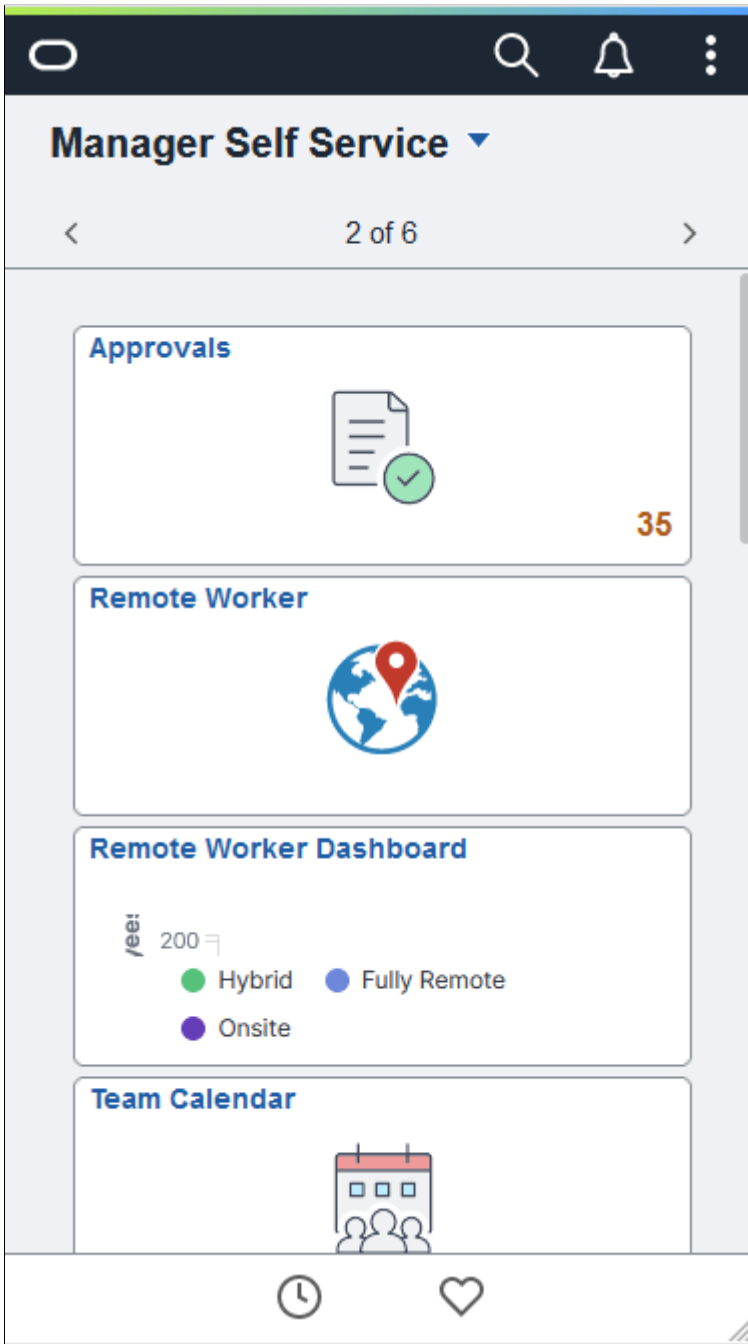 Manager Self Service
2 of 6
Approvals
35
Remote Worker
Remote Worker Dashboard
200
Hybrid Fully Remote
Onsite
Team Calendar